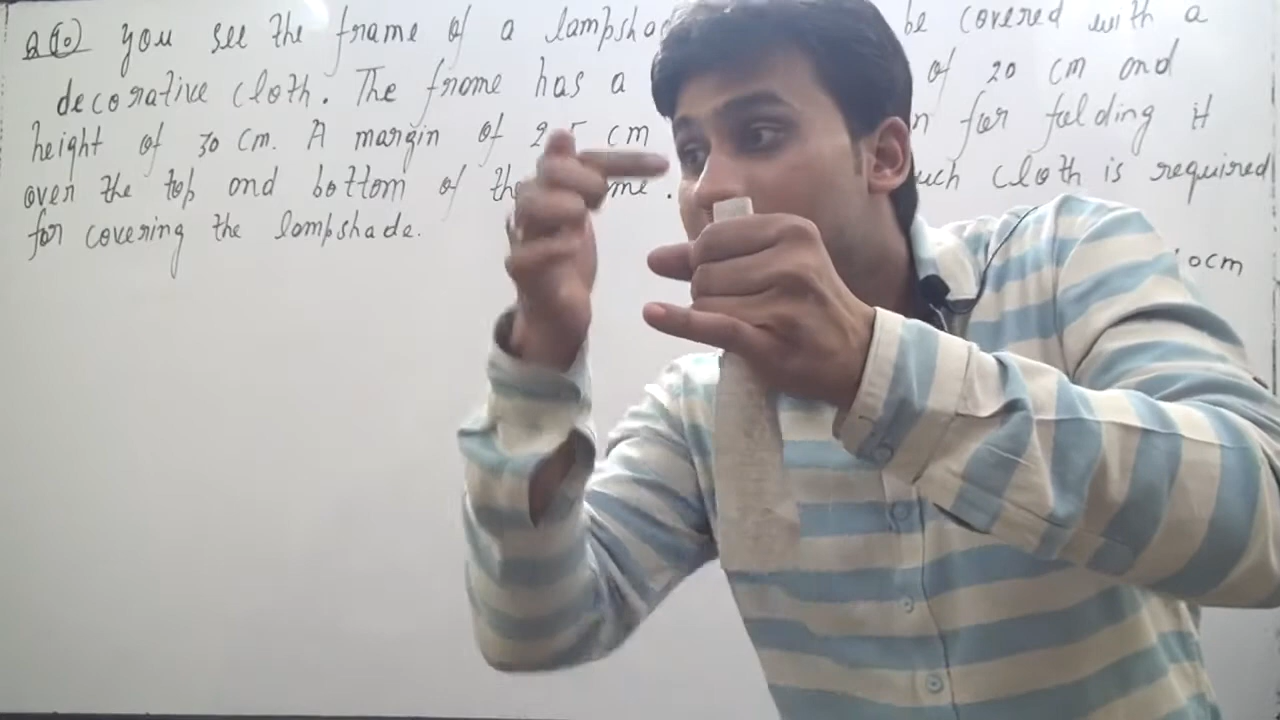 Q(10) you see the frame of a lampshad be covered with a
decorative cloth. The frame has a of 20 cm and
height of 30 cm. A margin of 2.5 cm for folding it
over the top and bottom of the me. uch cloth is required
for covering the lampshade.
0cm